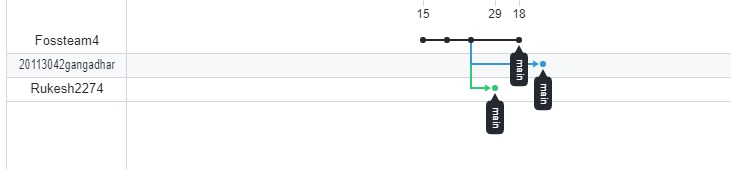 15 29 18
Fossteam4
20113042gangadhar
Rukesh2274
main
main
main